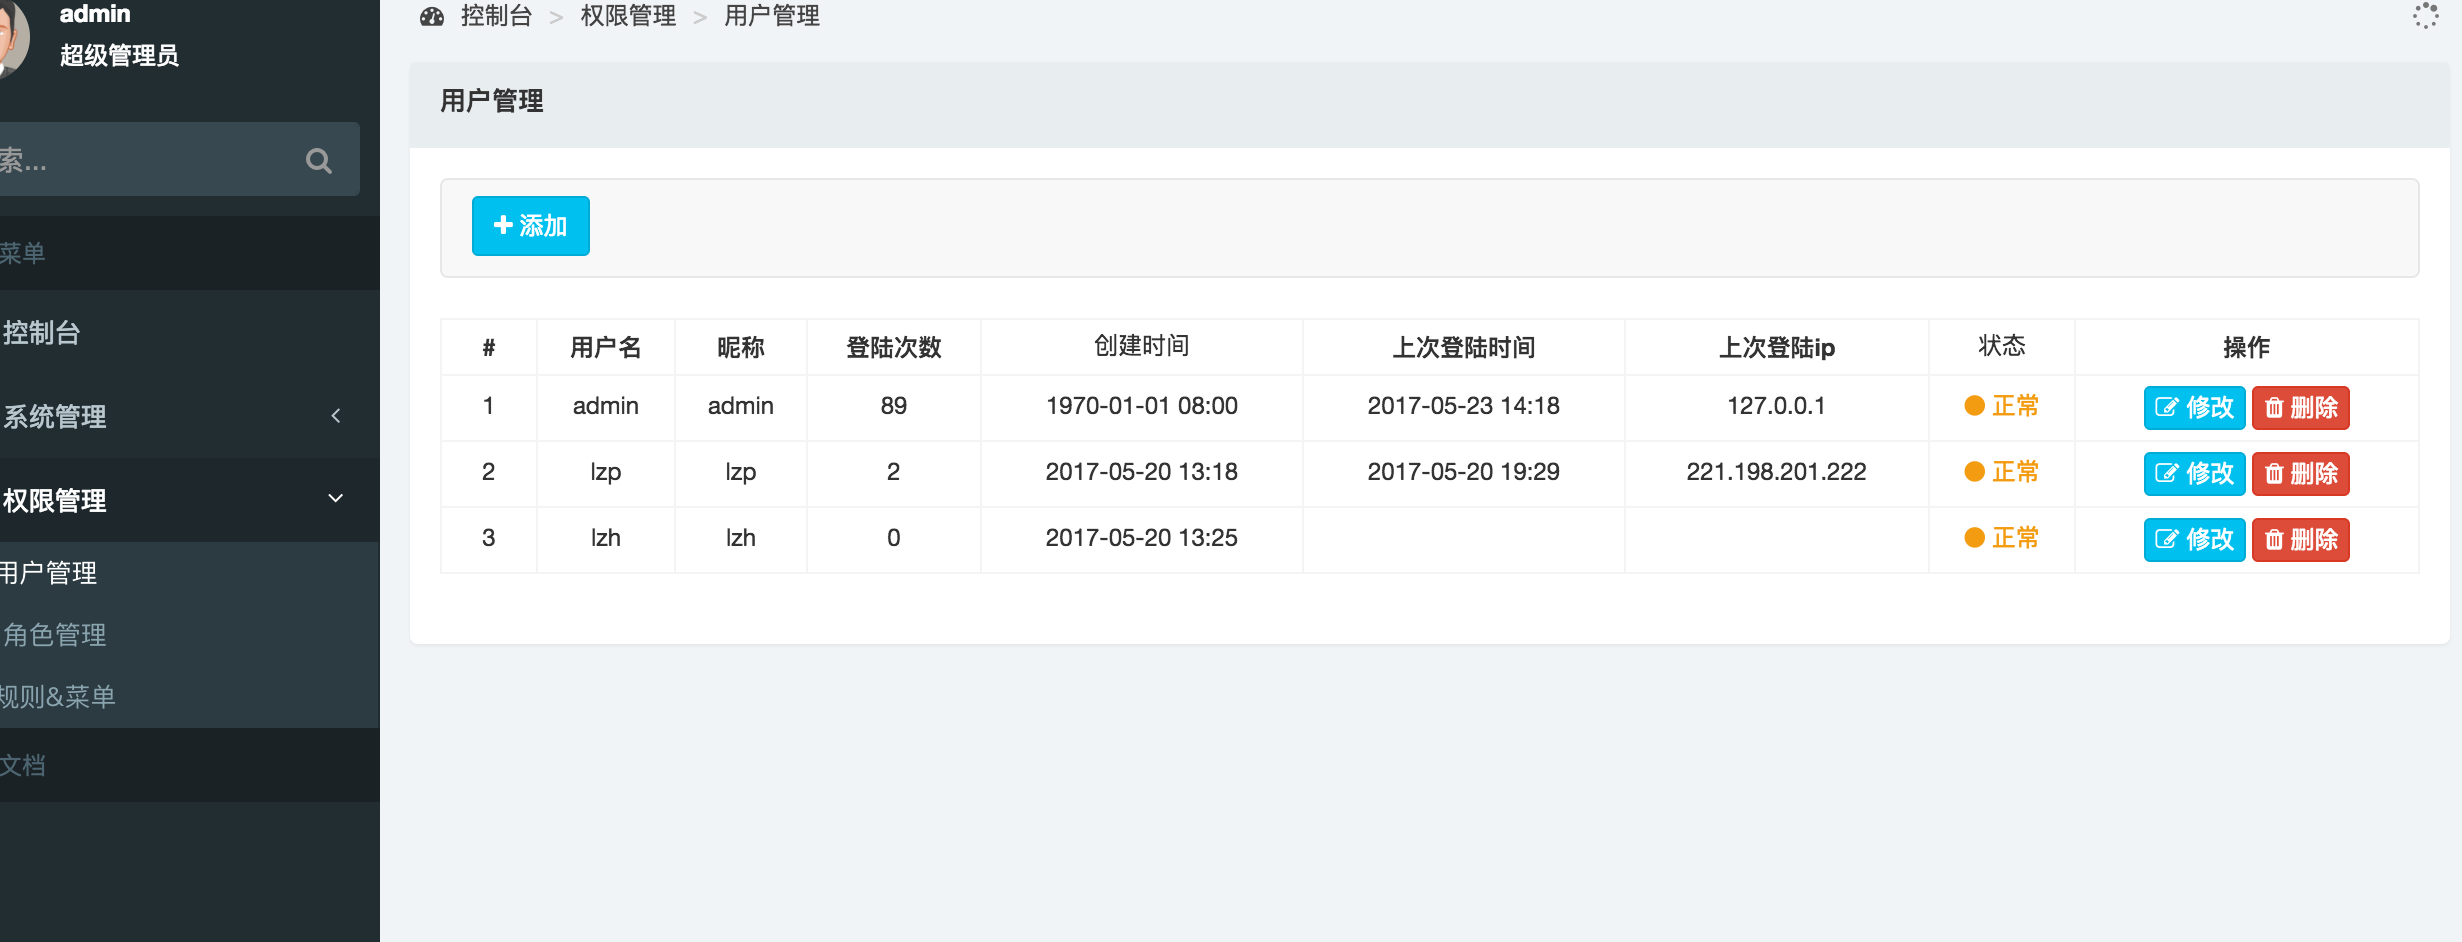 admin
超级管理员
索...
菜单
控制台
系统管理
权限管理
用户管理
角色管理
规则&菜单
文档
控制台 > 权限管理 > 用户管理
用户管理
添加
# 用户名 昵称 登陆次数 创建时间 上次登陆时间 上次登陆ip 状态 操作
1 admin admin 89 1970-01-01 08:00 2017-05-23 14:18 127.0.0.1 正常 修改 删除
2 lzp lzp 2 2017-05-20 13:18 2017-05-20 19:29 221.198.201.222 正常 修改 删除
3 lzh lzh 0 2017-05-20 13:25 正常 修改 删除